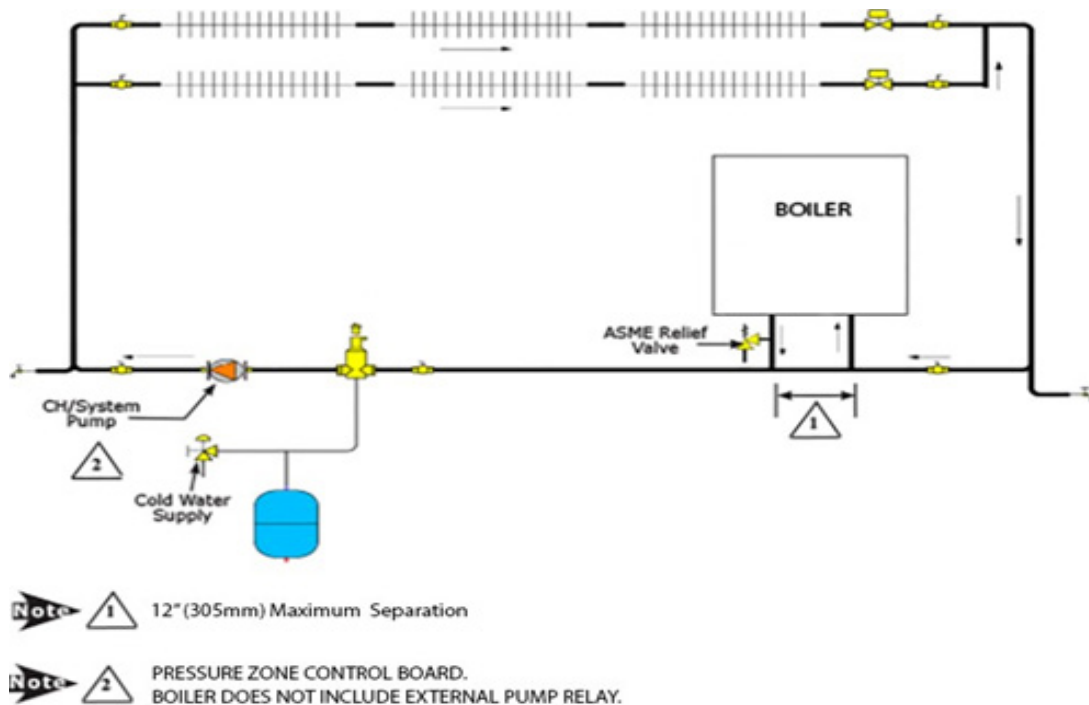 BOILER
ASME Relief
Valve
CH/System
Pump
1
2
Cold Water
Supply
Note 1 12"(305mm) Maximum Separation
Note 2 PRESSURE ZONE CONTROL BOARD.
BOILER DOES NOT INCLUDE EXTERNAL PUMP RELAY.